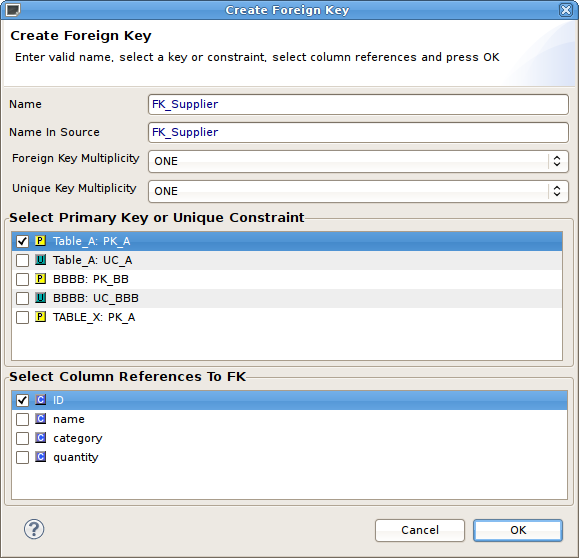 Create Foreign Key
Create Foreign Key
Enter valid name, select a key or constraint, select column references and press OK
Name FK_Supplier
Name In Source FK_Supplier
Foreign Key Multiplicity ONE
Unique Key Multiplicity ONE
Select Primary Key or Unique Constraint
P Table_A: PK_A
U Table_A: UC_A
P BBBB: PK_BB
U BBBB: UC_BBB
P TABLE_X: PK_A
Select Column References To FK
C ID
C name
C category
C quantity
? Cancel OK